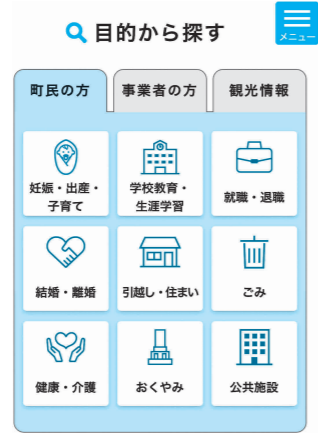 目的から探す
メニュー
町民の方
事業者の方
観光情報
妊娠・出産・
子育て
学校教育・
生涯学習
就職・退職
結婚・離婚
引越し・住まい
ごみ
健康・介護
おくやみ
公共施設